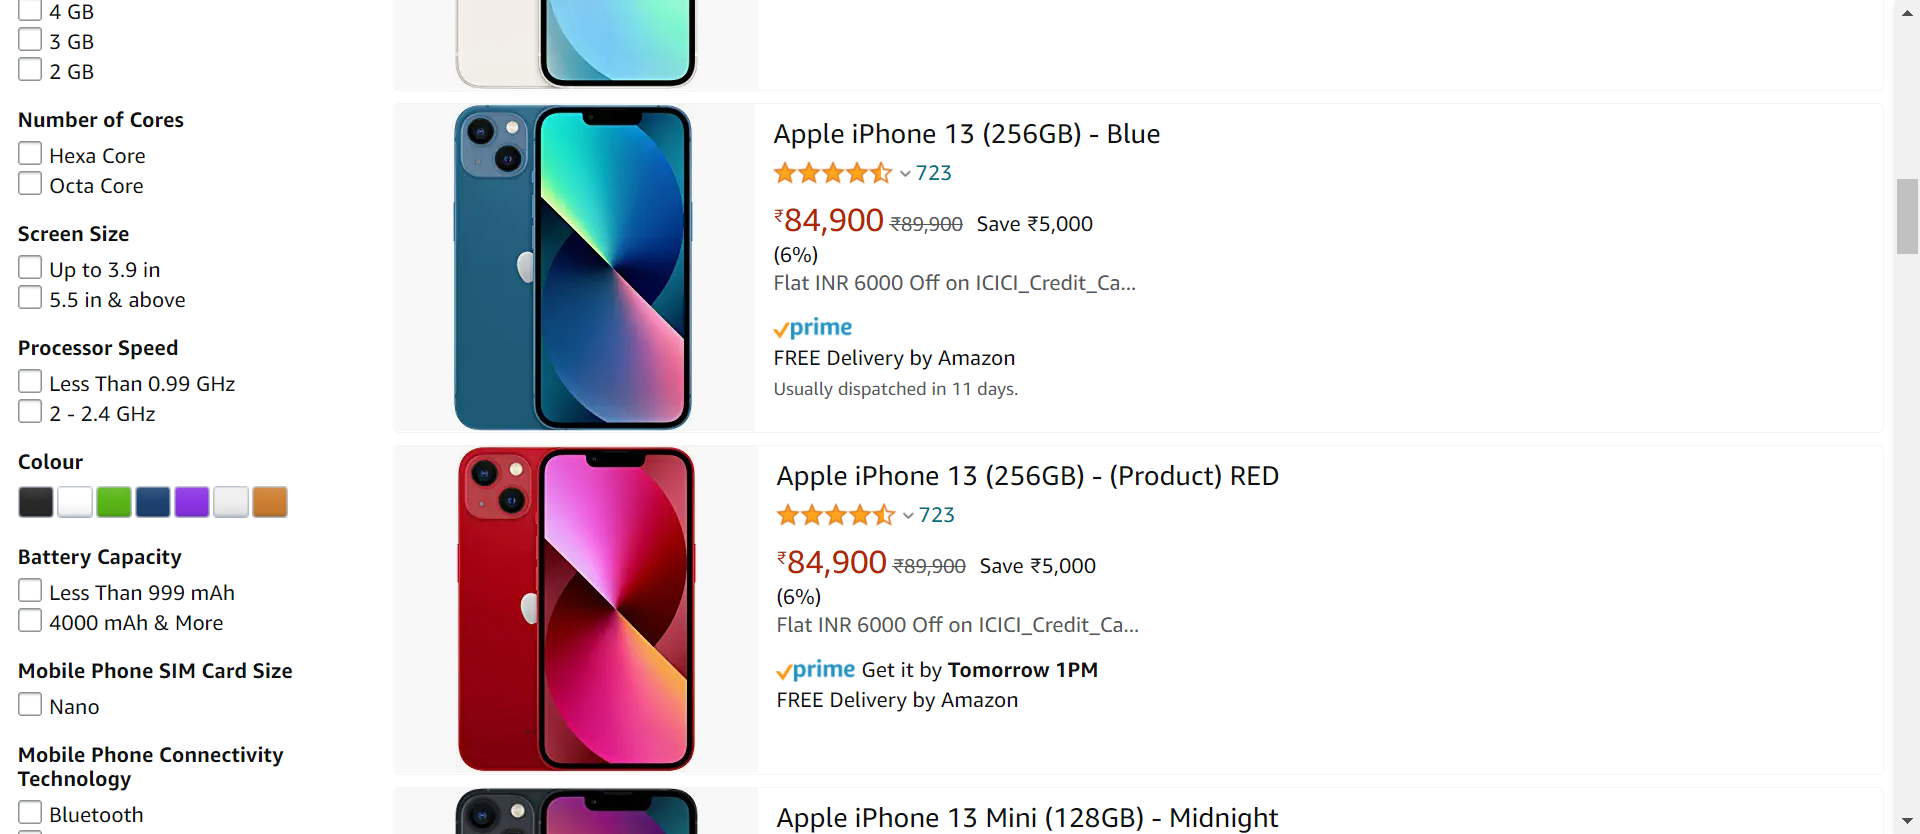 4 GB
3 GB
2 GB
Number of Cores
Hexa Core
Octa Core
Screen Size
Up to 3.9 in
5.5 in & above
Processor Speed
Less Than 0.99 GHz
2 - 2.4 GHz
Colour
Battery Capacity
Less Than 999 mAh
4000 mAh & More
Mobile Phone SIM Card Size
Nano
Mobile Phone Connectivity
Technology
Bluetooth
Apple iPhone 13 (256GB) - Blue
723
₹84,900 ₹89,900 Save ₹5,000
(6%)
Flat INR 6000 Off on ICICI_Credit_Ca...
prime
FREE Delivery by Amazon
Usually dispatched in 11 days.
Apple iPhone 13 (256GB) - (Product) RED
723
₹84,900 ₹89,900 Save ₹5,000
(6%)
Flat INR 6000 Off on ICICI_Credit_Ca...
prime Get it by Tomorrow 1PM
FREE Delivery by Amazon
Apple iPhone 13 Mini (128GB) - Midnight